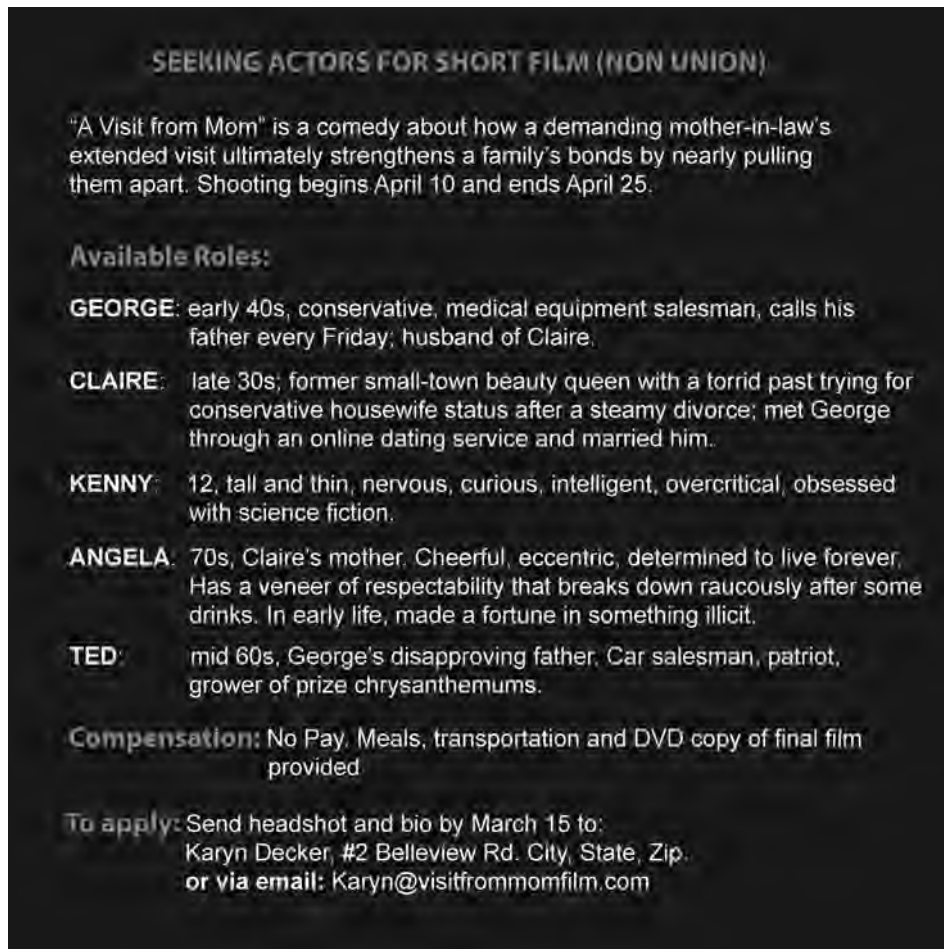 SEEKING ACTORS FOR SHORT FILM (NON UNION)
"A Visit from Mom" is a comedy about how a demanding mother-in-law's
extended visit ultimately strengthens a family's bonds by nearly pulling
them apart. Shooting begins April 10 and ends April 25.
Available Roles:
GEORGE: early 40s, conservative, medical equipment salesman, calls his
father every Friday; husband of Claire.
CLAIRE: late 30s; former small-town beauty queen with a torrid past trying for
conservative housewife status after a steamy divorce; met George
through an online dating service and married him.
KENNY: 12, tall and thin, nervous, curious, intelligent, overcritical, obsessed
with science fiction.
ANGELA: 70s, Claire's mother. Cheerful, eccentric, determined to live forever.
Has a veneer of respectability that breaks down raucously after some
drinks. In early life, made a fortune in something illicit.
TED: mid 60s, George's disapproving father. Car salesman, patriot,
grower of prize chrysanthemums.
Compensation: No Pay. Meals, transportation and DVD copy of final film
provided
To apply: Send headshot and bio by March 15 to:
Karyn Decker, #2 Belleview Rd. City, State, Zip.
or via email: Karyn@visitfrommomfilm.com